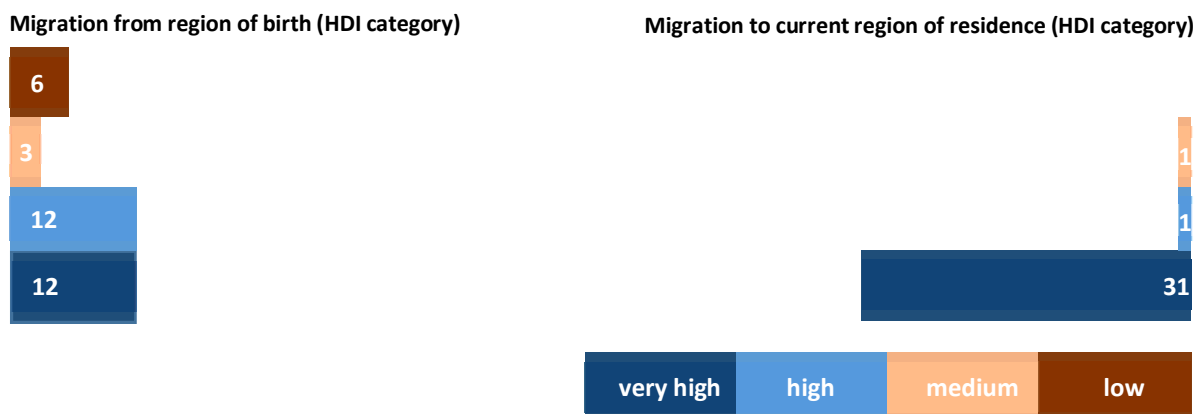 Migration from region of birth (HDI category)
Migration to current region of residence (HDI category)
6
3
1
12
1
12
31
very high high medium low